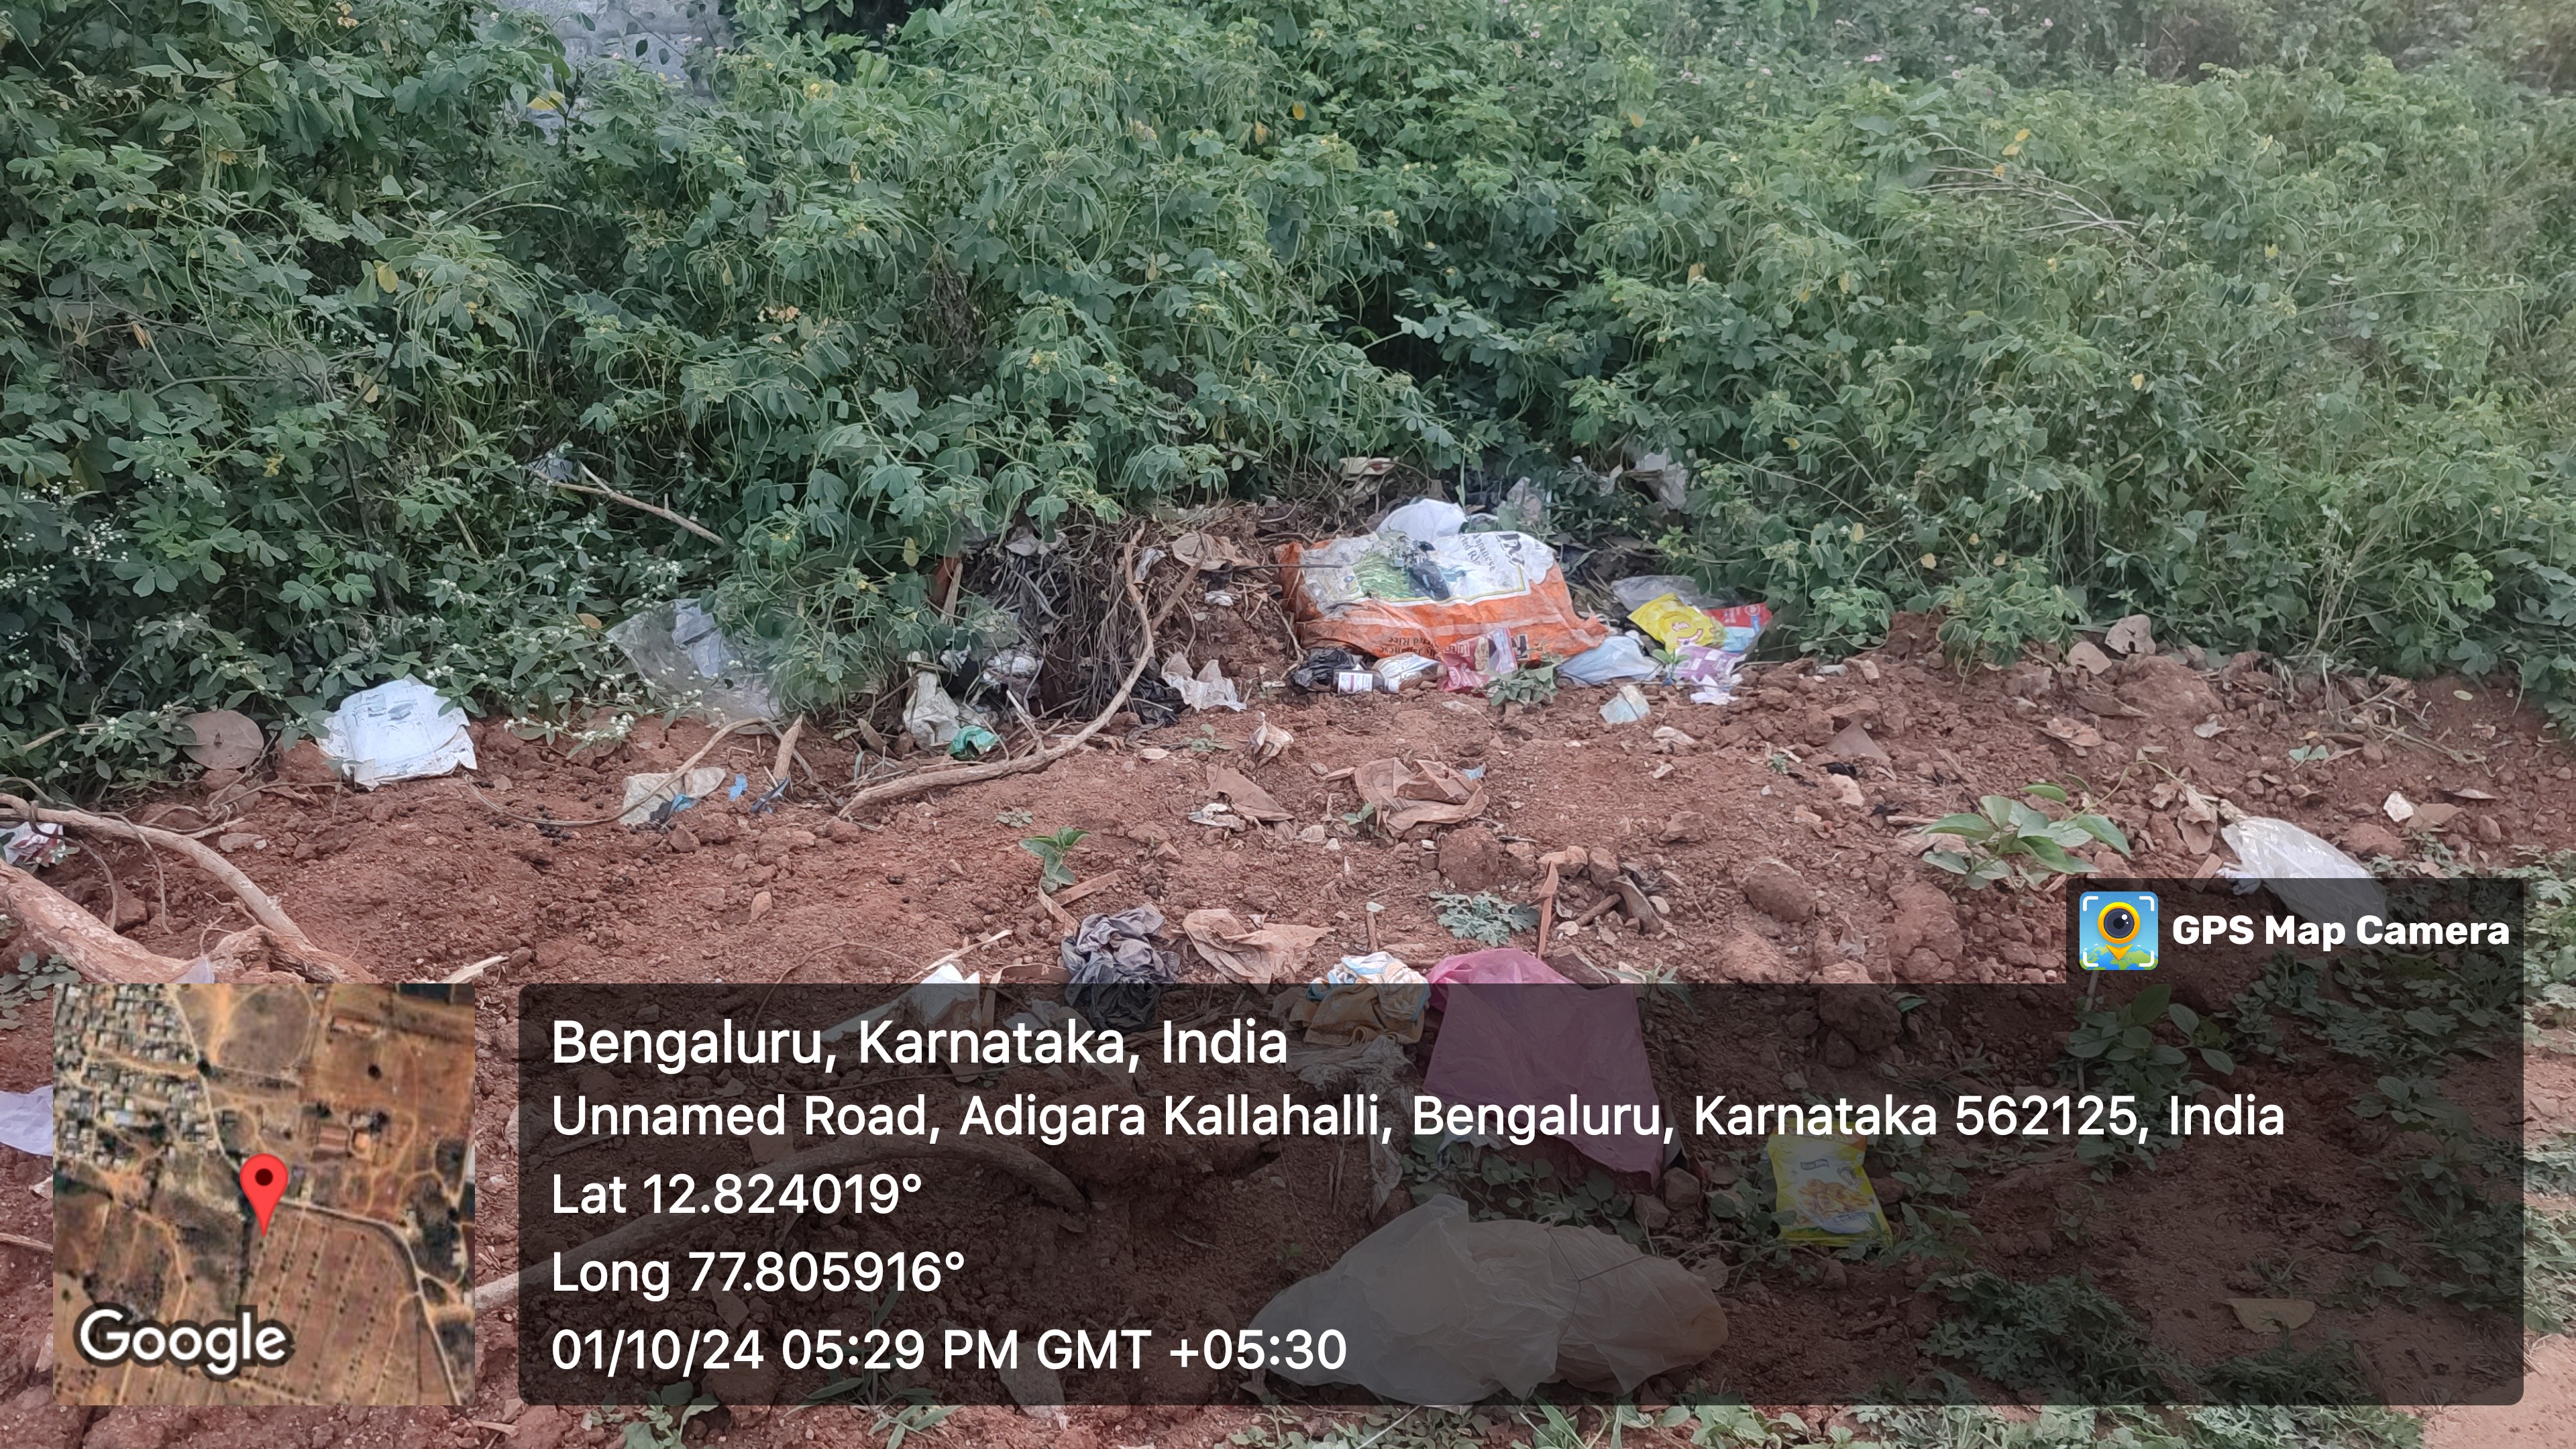 GPS Map Camera
Bengaluru, Karnataka, India
Unnamed Road, Adigara Kallahalli, Bengaluru, Karnataka 562125, India
Lat 12.824019°
Long 77.805916°
01/10/24 05:29 PM GMT +05:30
Google